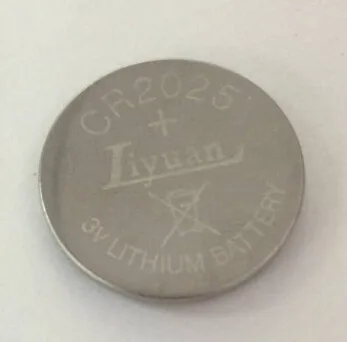 CR2025
+
Liyuan
3V LITHIUM BATTERY